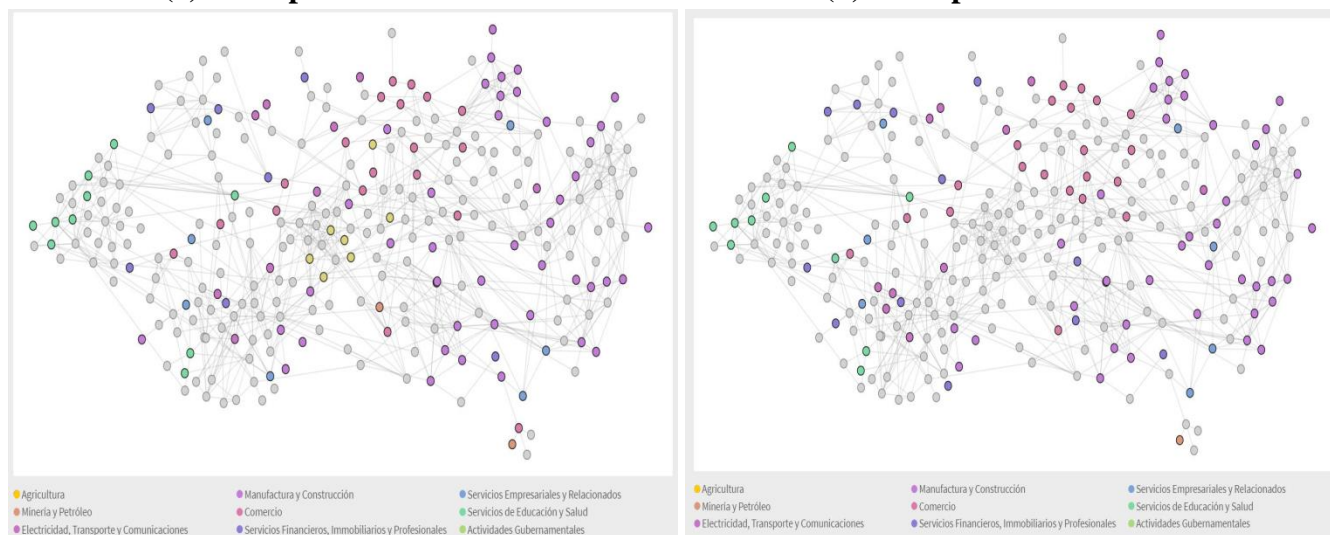 Agricultura Manufactura y Construcción Servicios Empresariales y Relacionados
Minería y Petróleo Comercio Servicios de Educación y Salud
Electricidad, Transporte y Comunicaciones Servicios Financieros, Immobiliarios y Profesionales Actividades Gubernamentales
Agricultura Manufactura y Construcción Servicios Empresariales y Relacionados
Minería y Petróleo Comercio Servicios de Educación y Salud
Electricidad, Transporte y Comunicaciones Servicios Financieros, Immobiliarios y Profesionales Actividades Gubernamentales